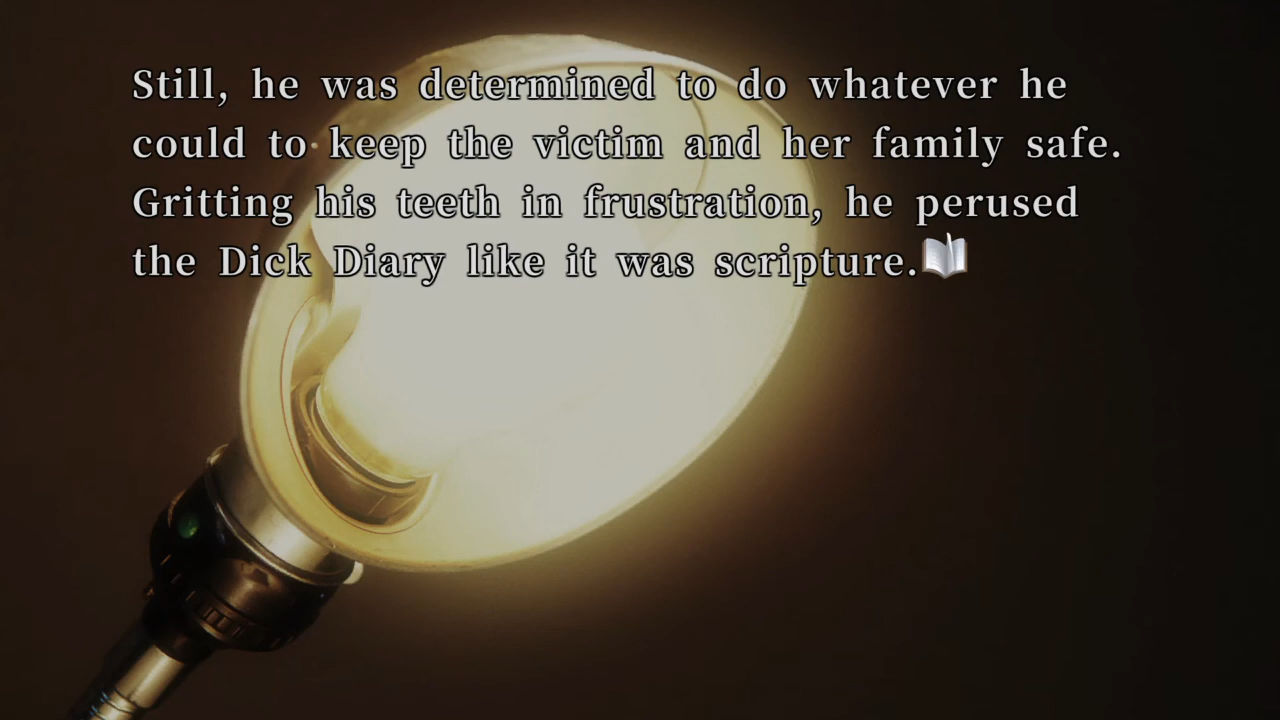 Still, he was determined to do whatever he
could to keep the victim and her family safe.
Gritting his teeth in frustration, he perused
the Dick Diary like it was scripture.